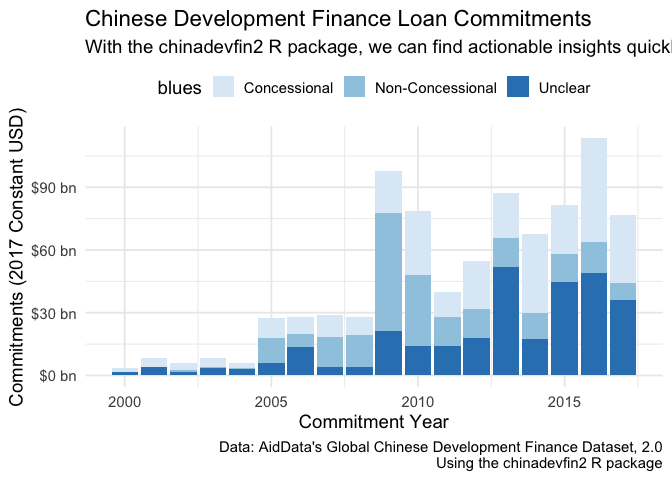 Chinese Development Finance Loan Commitments
With the chinadevfin2 R package, we can find actionable insights
blues Concessional Non-Concessional Unclear
Commitments (2017 Constant USD)
$90 bn
$60 bn
$30 bn
$0 bn
2000 2005 2010 2015
Commitment Year
Data: AidData's Global Chinese Development Finance Dataset, 2.0
Using the chinadevfin2 R package